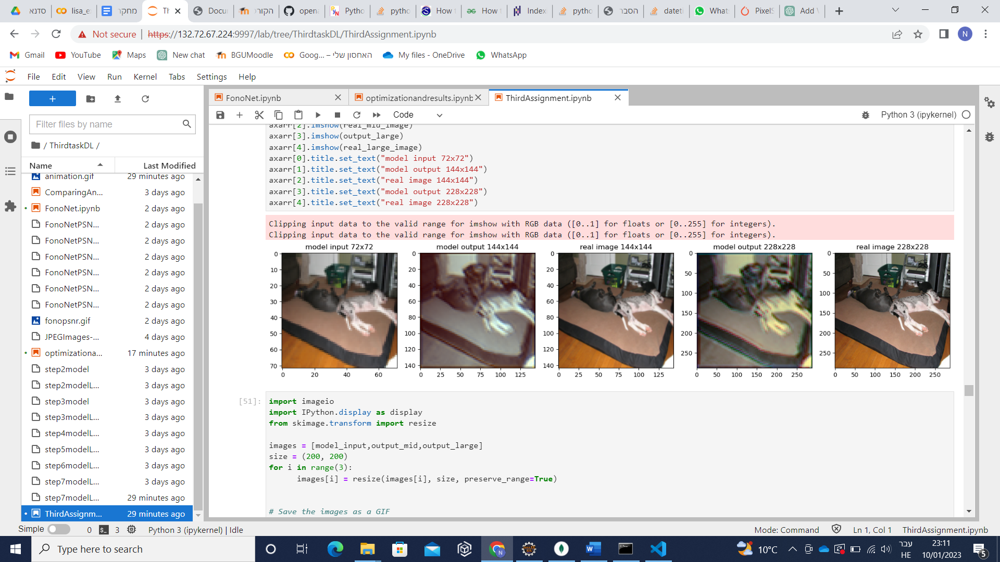 סדנא
lisa_e
מחקר
Th
Docu
הקור
opena
Pytho
pytho
How t
How t
Index
pytho
הסבר
dateti
Whats
PixelS
Add \
Not secure
https://132.72.67.224:9997/lab/tree/ThirdtaskDL/ThirdAssignment.ipynb
N
Gmail
YouTube
Maps
New chat
BGUMoodle
Goog... – האחסון שלי
My files - OneDrive
WhatsApp
File Edit View Run Kernel Tabs Settings Help
FonoNet.ipynb
optimizationandresults.ipynb
ThirdAssignment.ipynb
Code
Python 3 (ipykernel)
Filter files by name
/ ThirdtaskDL /
Name Last Modified
animation.gif 29 minutes ago
ComparingAn... 3 days ago
FonoNet.ipynb 2 days ago
FonoNetPSN... 2 days ago
FonoNetPSN... 2 days ago
FonoNetPSN... 2 days ago
FonoNetPSN... 2 days ago
FonoNetPSN... 2 days ago
FonoNetPSN... 2 days ago
fonopsnr.gif 2 days ago
JPEGImages-... 4 days ago
optimizationa... 17 minutes ago
step2model 3 days ago
step2modelL... 3 days ago
step3model 3 days ago
step3modelL... 3 days ago
step4modelL... 3 days ago
step5modelL... 3 days ago
step6modelL... 3 days ago
step7modelL... 3 days ago
step7modelL... 29 minutes ago
ThirdAssignm... 29 minutes ago
axarr[2].imshow(real_mid_image)
axarr[3].imshow(output_large)
axarr[4].imshow(real_large_image)
axarr[0].title.set_text("model input 72x72")
axarr[1].title.set_text("model output 144x144")
axarr[2].title.set_text("real image 144x144")
axarr[3].title.set_text("model output 228x228")
axarr[4].title.set_text("real image 228x228")
Clipping input data to the valid range for imshow with RGB data ([0..1] for floats or [0..255] for integers).
Clipping input data to the valid range for imshow with RGB data ([0..1] for floats or [0..255] for integers).
model input 72x72
0
10
20
30
40
50
60
70
0 20 40 60
model output 144x144
0
20
40
60
80
100
120
140
0 25 50 75 100 125
real image 144x144
0
20
40
60
80
100
120
140
0 25 50 75 100 125
model output 228x228
0
50
100
150
200
250
0 50 100 150 200 250
real image 228x228
0
50
100
150
200
250
0 50 100 150 200 250
[51]:
import imageio
import IPython.display as display
from skimage.transform import resize
images = [model_input,output_mid,output_large]
size = (200, 200)
for i in range(3):
images[i] = resize(images[i], size, preserve_range=True)
# Save the images as a GIF
Simple 0 3 Python 3 (ipykernel) | Idle
Mode: Command Ln 1, Col 1 ThirdAssignment.ipynb
Type here to search
10°C
עבר
HE
23:11
10/01/2023
5